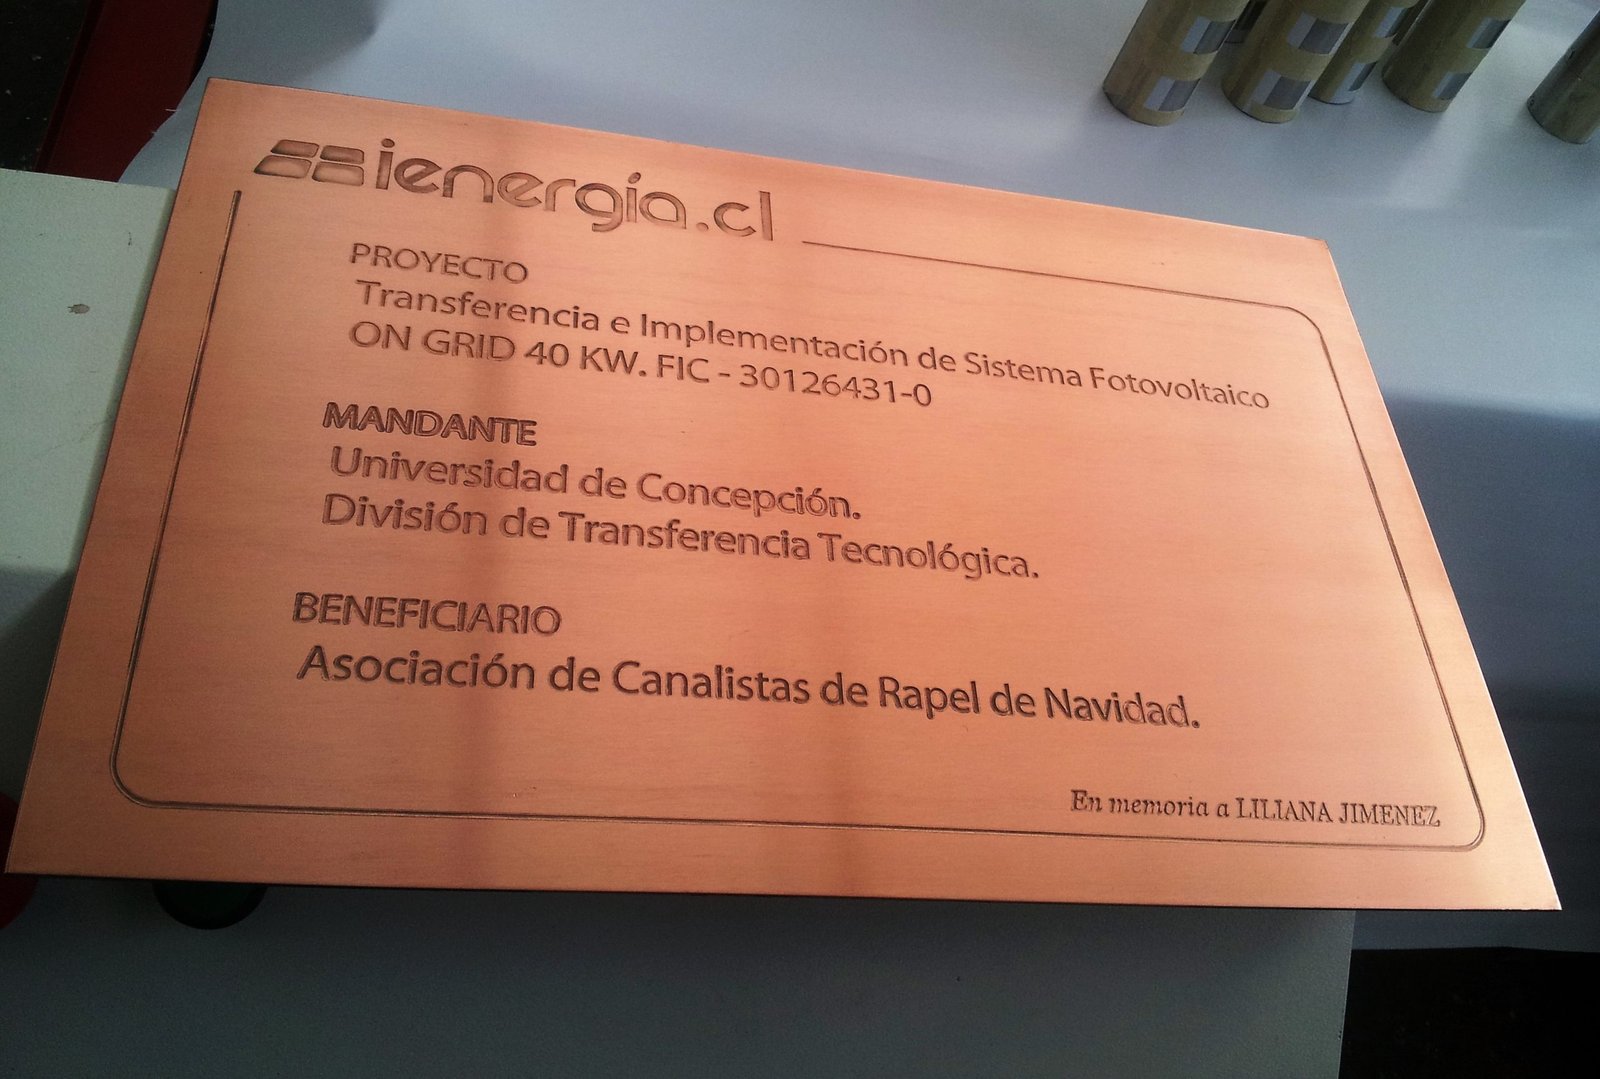 ienergía.cl
PROYECTO
Transferencia e Implementación de Sistema Fotovoltaico
ON GRID 40 KW. FIC - 30126431-0
MANDANTE
Universidad de Concepción.
División de Transferencia Tecnológica.
BENEFICIARIO
Asociación de Canalistas de Rapel de Navidad.
En memoria a LILIANA JIMENEZ